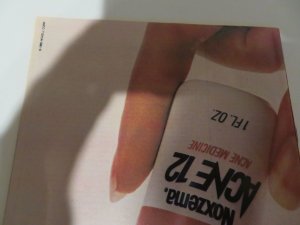 Noxzema.
ACNE 12
ACNE MEDICINE.
1 FL. OZ.